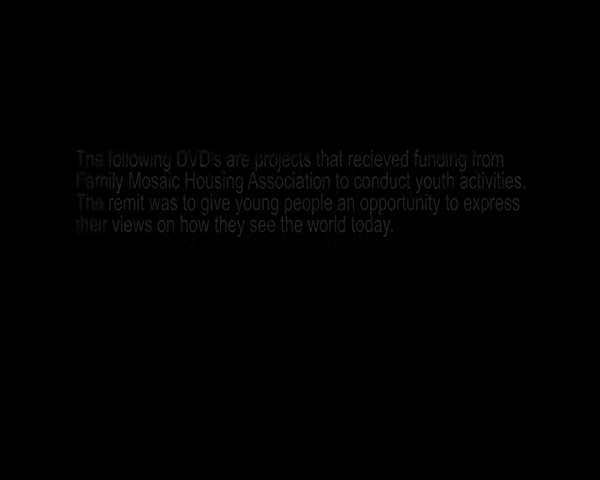 The following DVD's are projects that recieved funding from
Family Mosaic Housing Association to conduct youth activities.
The remit was to give young people an opportunity to express
their views on how they see the world today.